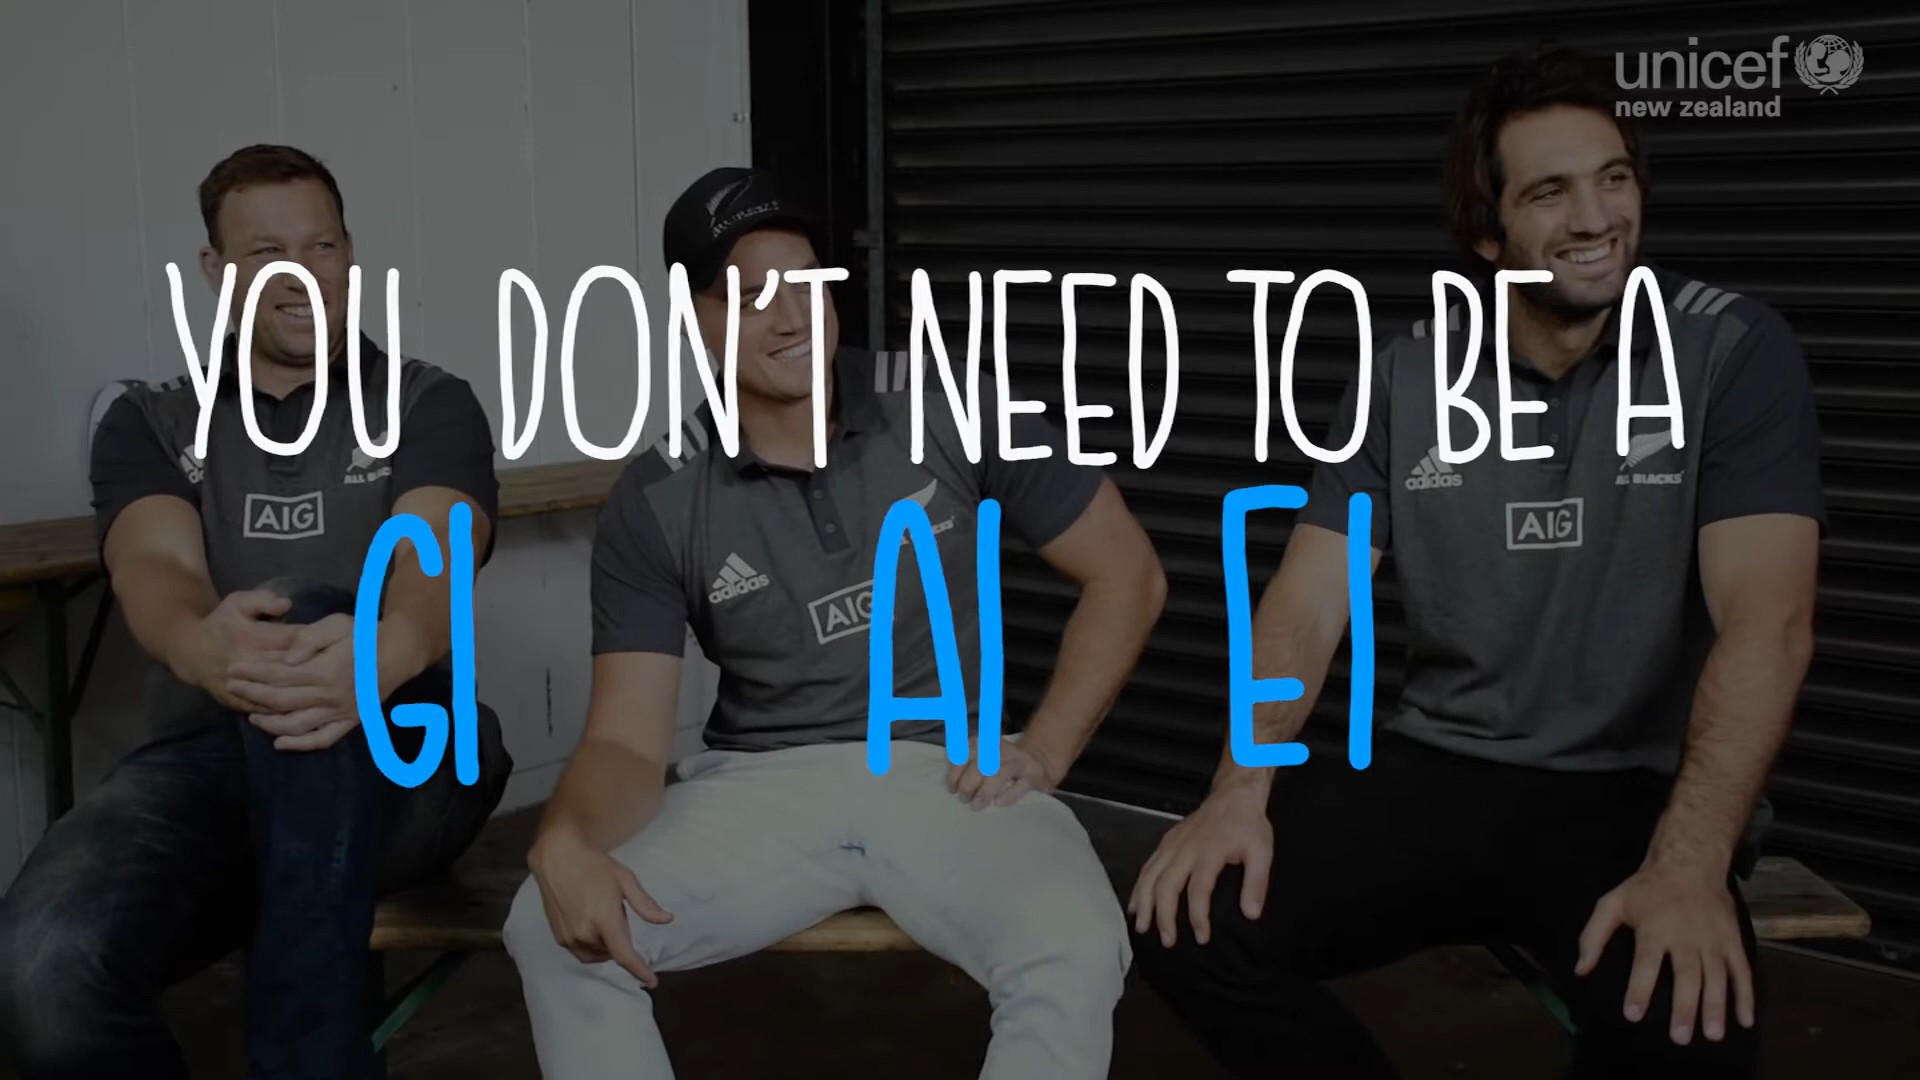 unicef
new zealand
YOU DON'T NEED TO BE A
GI AI EI
adidas
ALL BLACKS
AIG
adidas
AIG
adidas
ALL BLACKS
AIG